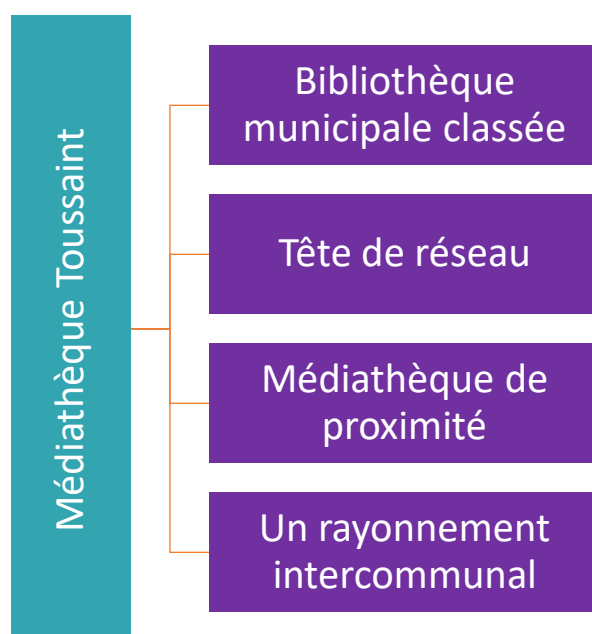 Médiathèque Toussaint
Bibliothèque
municipale classée
Tête de réseau
Médiathèque de
proximité
Un rayonnement
intercommunal